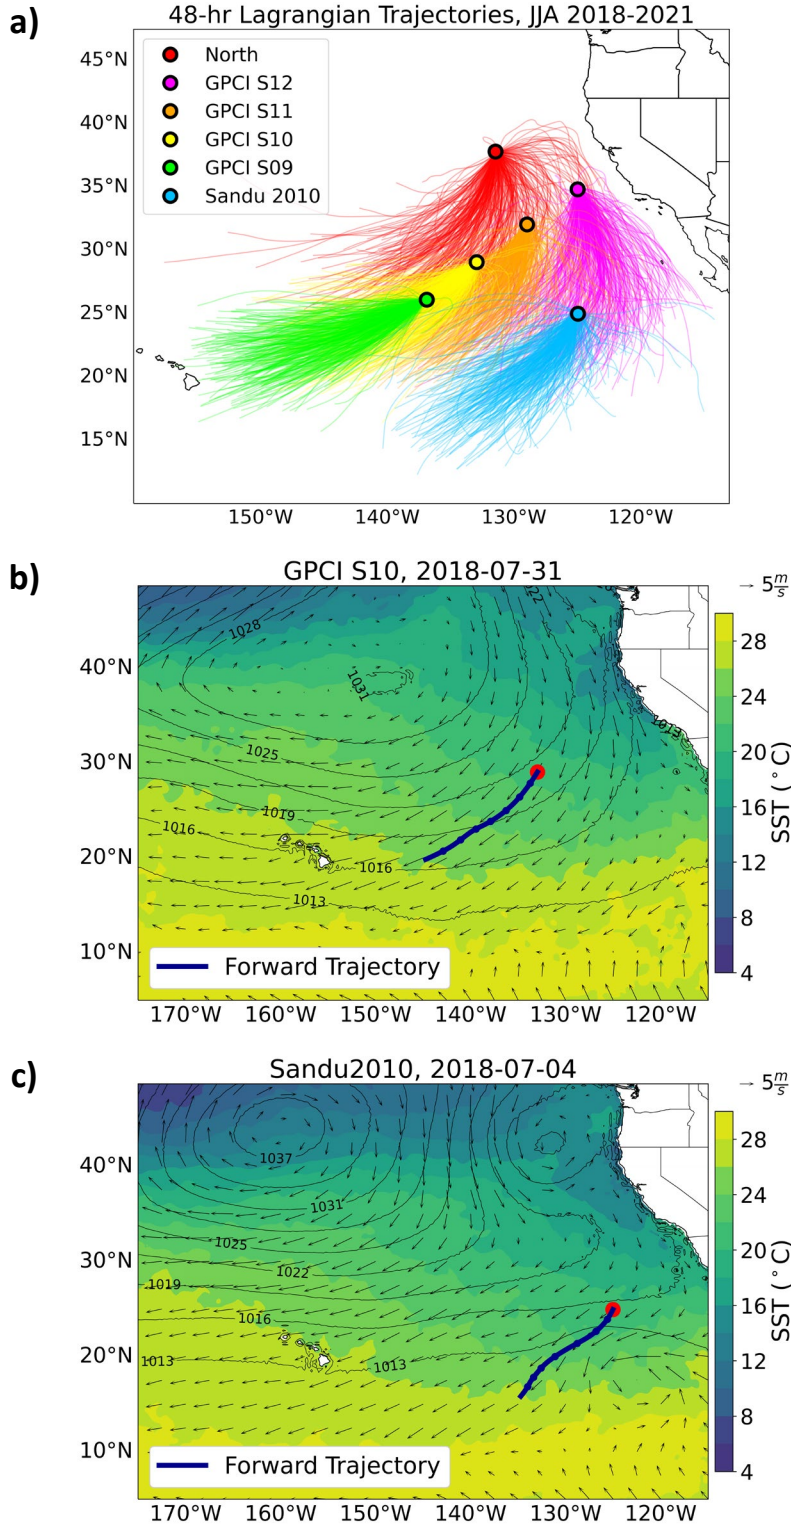 a)
48-hr Lagrangian Trajectories, JJA 2018-2021
North
GPCI S12
GPCI S11
GPCI S10
GPCI S09
Sandu 2010
45°N
40°N
35°N
30°N
25°N
20°N
15°N
150°W 140°W 130°W 120°W
b)
GPCI S10, 2018-07-31
5 m/s
1028
1031
1025
1019
1016
1016
1013
1013
22
40°N
30°N
20°N
10°N
Forward Trajectory
170°W 160°W 150°W 140°W 130°W 120°W
28
24
20
16
12
8
4
SST (°C)
c)
Sandu2010, 2018-07-04
5 m/s
1037
1031
1025
1022
1019
1016
1013
1013
40°N
30°N
20°N
10°N
Forward Trajectory
170°W 160°W 150°W 140°W 130°W 120°W
28
24
20
16
12
8
4
SST (°C)